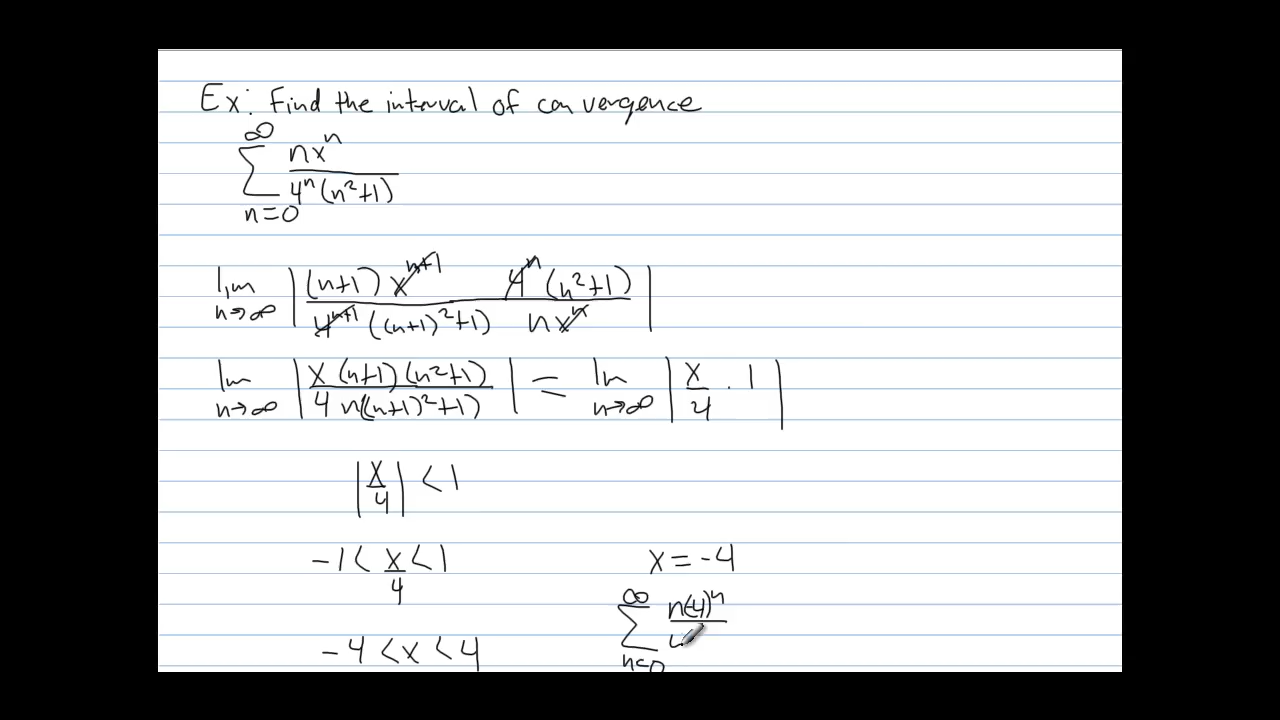 Ex: Find the interval of convergence
∞
∑ nxⁿ / 4ⁿ(n²+1)
n=0
lim n→∞ | (n+1) xⁿ⁺¹ 4ⁿ (n²+1) / 4ⁿ⁺¹ ((n+1)²+1) nxⁿ |
lim n→∞ | x (n+1)(n²+1) / 4 n((n+1)²+1) | = lim n→∞ | x/4 · 1 |
| x/4 | < 1
-1 < x/4 < 1
-4 < x < 4
x = -4
∞
∑ n(-4)ⁿ /
n=0